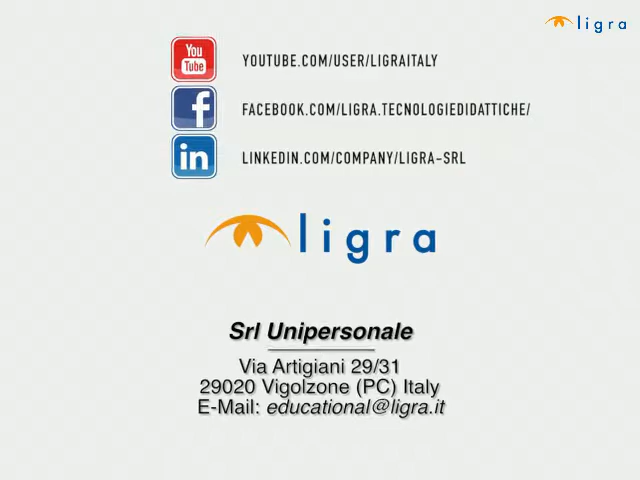 ligra
You
Tube
YOUTUBE.COM/USER/LIGRAITALY
f
FACEBOOK.COM/LIGRA.TECNOLOGIEDIDATTICHE/
in
LINKEDIN.COM/COMPANY/LIGRA-SRL
ligra
Srl Unipersonale
Via Artigiani 29/31
29020 Vigolzone (PC) Italy
E-Mail: educational@ligra.it